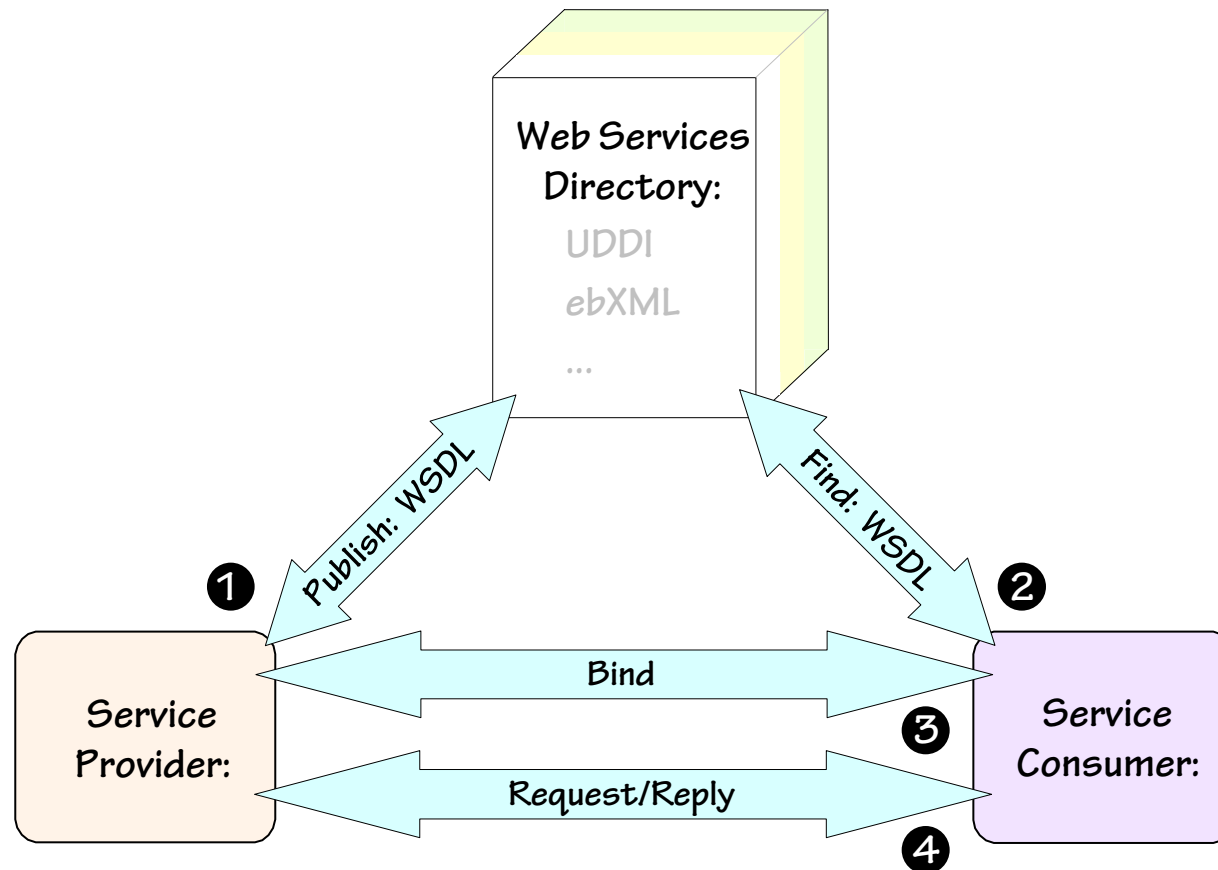 Web Services
Directory:
UDDI
ebXML
...
Publish: WSDL
Find: WSDL
1
2
Bind
Service
Provider:
3
Service
Consumer:
Request/Reply
4